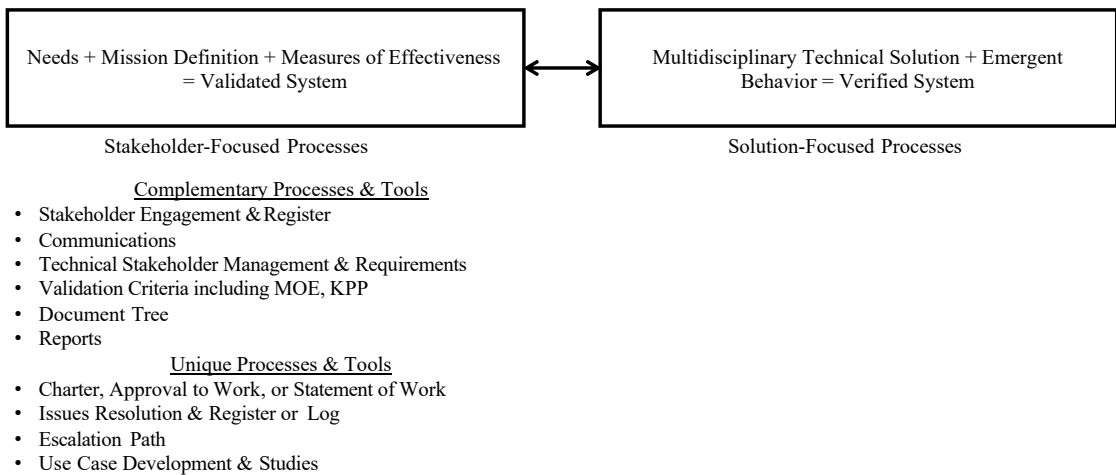 Needs + Mission Definition + Measures of Effectiveness
= Validated System
Multidisciplinary Technical Solution + Emergent
Behavior = Verified System
Stakeholder-Focused Processes
Solution-Focused Processes
Complementary Processes & Tools
• Stakeholder Engagement & Register
• Communications
• Technical Stakeholder Management & Requirements
• Validation Criteria including MOE, KPP
• Document Tree
• Reports
Unique Processes & Tools
• Charter, Approval to Work, or Statement of Work
• Issues Resolution & Register or Log
• Escalation Path
• Use Case Development & Studies